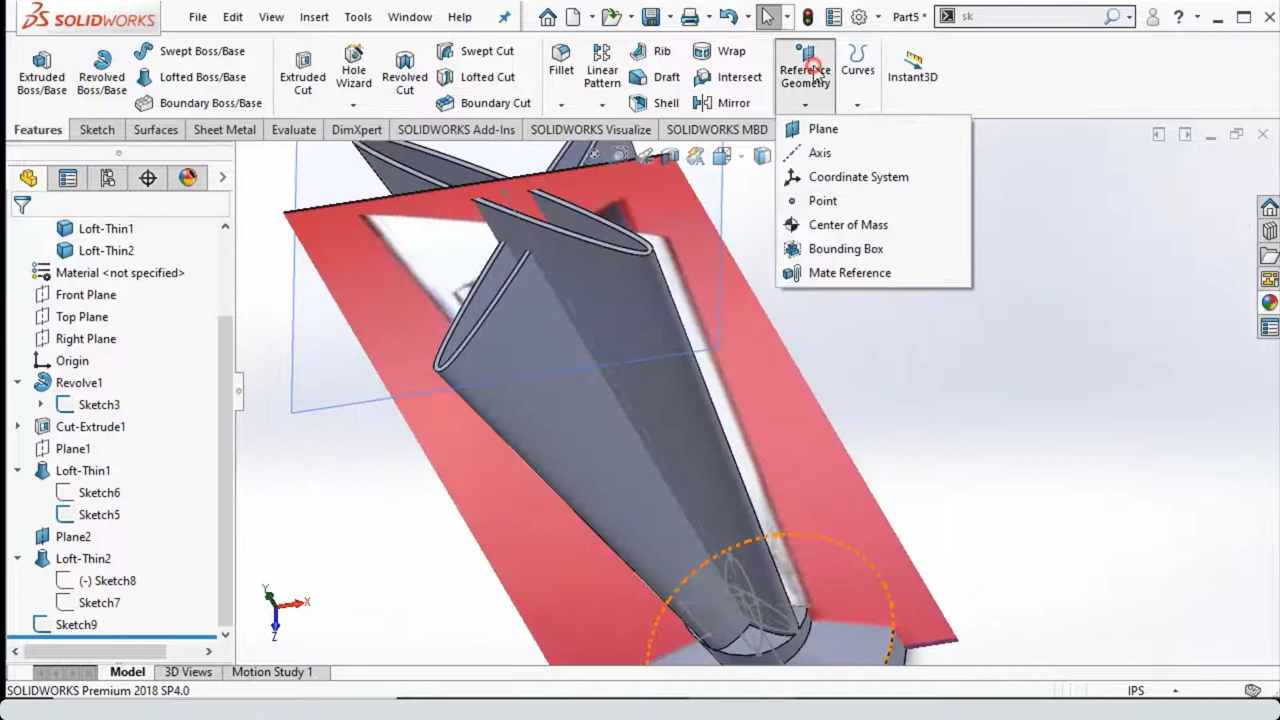 SOLIDWORKS File Edit View Insert Tools Window Help Part5 * sk
Extruded Boss/Base
Revolved Boss/Base
Swept Boss/Base
Lofted Boss/Base
Boundary Boss/Base
Extruded Cut
Hole Wizard
Revolved Cut
Swept Cut
Lofted Cut
Boundary Cut
Fillet
Linear Pattern
Rib
Draft
Shell
Wrap
Intersect
Mirror
Reference Geometry
Curves
Instant3D
Features Sketch Surfaces Sheet Metal Evaluate DimXpert SOLIDWORKS Add-Ins SOLIDWORKS Visualize SOLIDWORKS MBD
Plane
Axis
Coordinate System
Point
Center of Mass
Bounding Box
Mate Reference
Loft-Thin1
Loft-Thin2
Material <not specified>
Front Plane
Top Plane
Right Plane
Origin
Revolve1
Sketch3
Cut-Extrude1
Plane1
Loft-Thin1
Sketch6
Sketch5
Plane2
Loft-Thin2
(-) Sketch8
Sketch7
Sketch9
Y
X
Z
Model 3D Views Motion Study 1
SOLIDWORKS Premium 2018 SP4.0 IPS